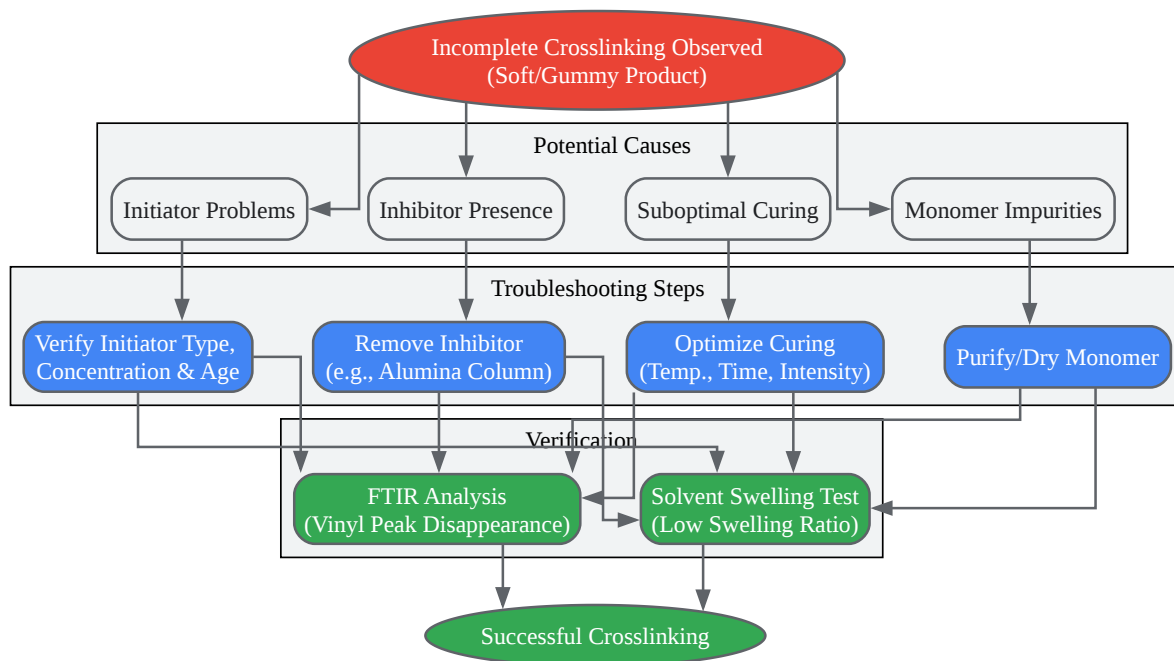 Incomplete Crosslinking Observed
(Soft/Gummy Product)
Potential Causes
Initiator Problems
Inhibitor Presence
Suboptimal Curing
Monomer Impurities
Troubleshooting Steps
Verify Initiator Type,
Concentration & Age
Remove Inhibitor
(e.g., Alumina Column)
Optimize Curing
(Temp., Time, Intensity)
Purify/Dry Monomer
Verification
FTIR Analysis
(Vinyl Peak Disappearance)
Solvent Swelling Test
(Low Swelling Ratio)
Successful Crosslinking